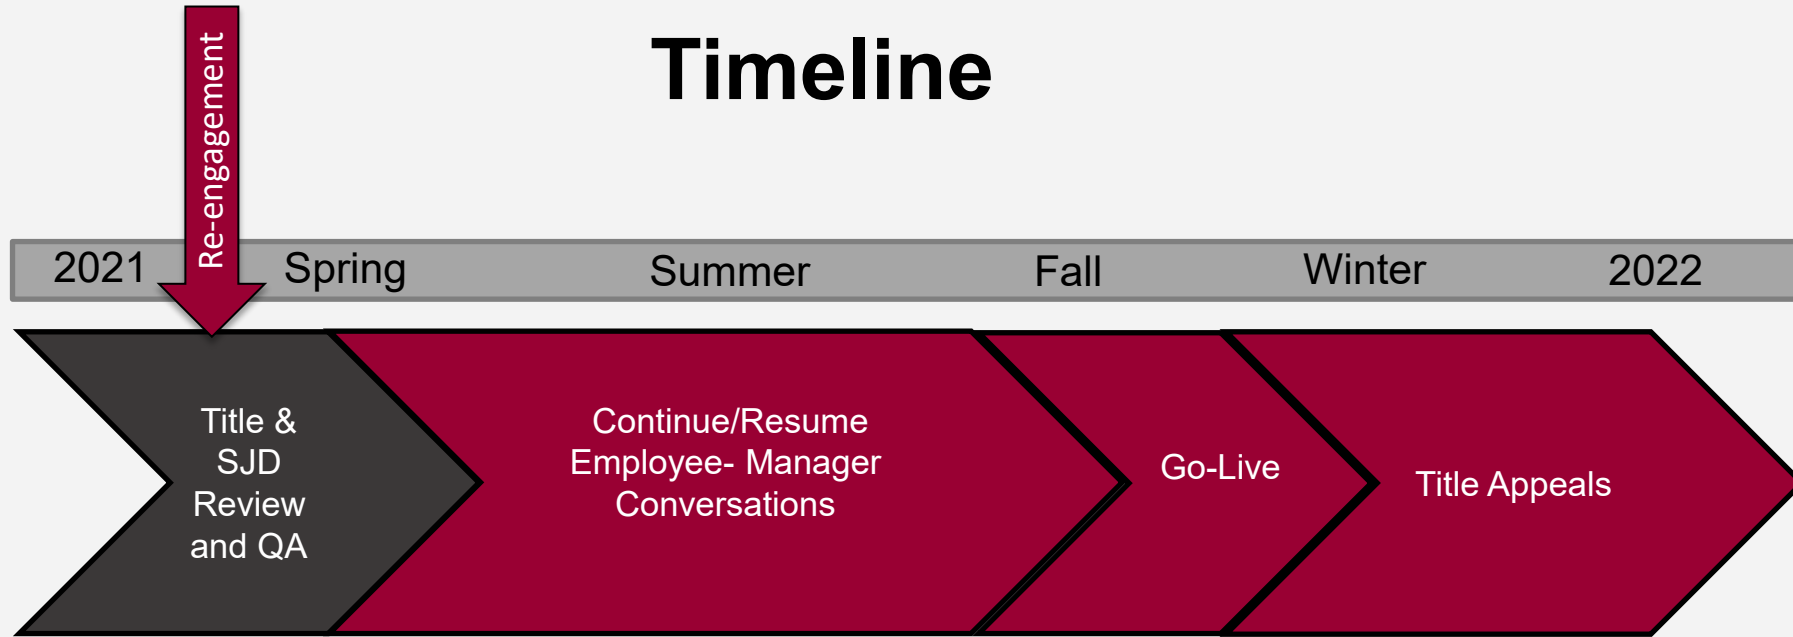 Timeline
Re-engagement
2021
Spring
Summer
Fall
Winter
2022
Title &
SJD
Review
and QA
Continue/Resume
Employee- Manager
Conversations
Go-Live
Title Appeals